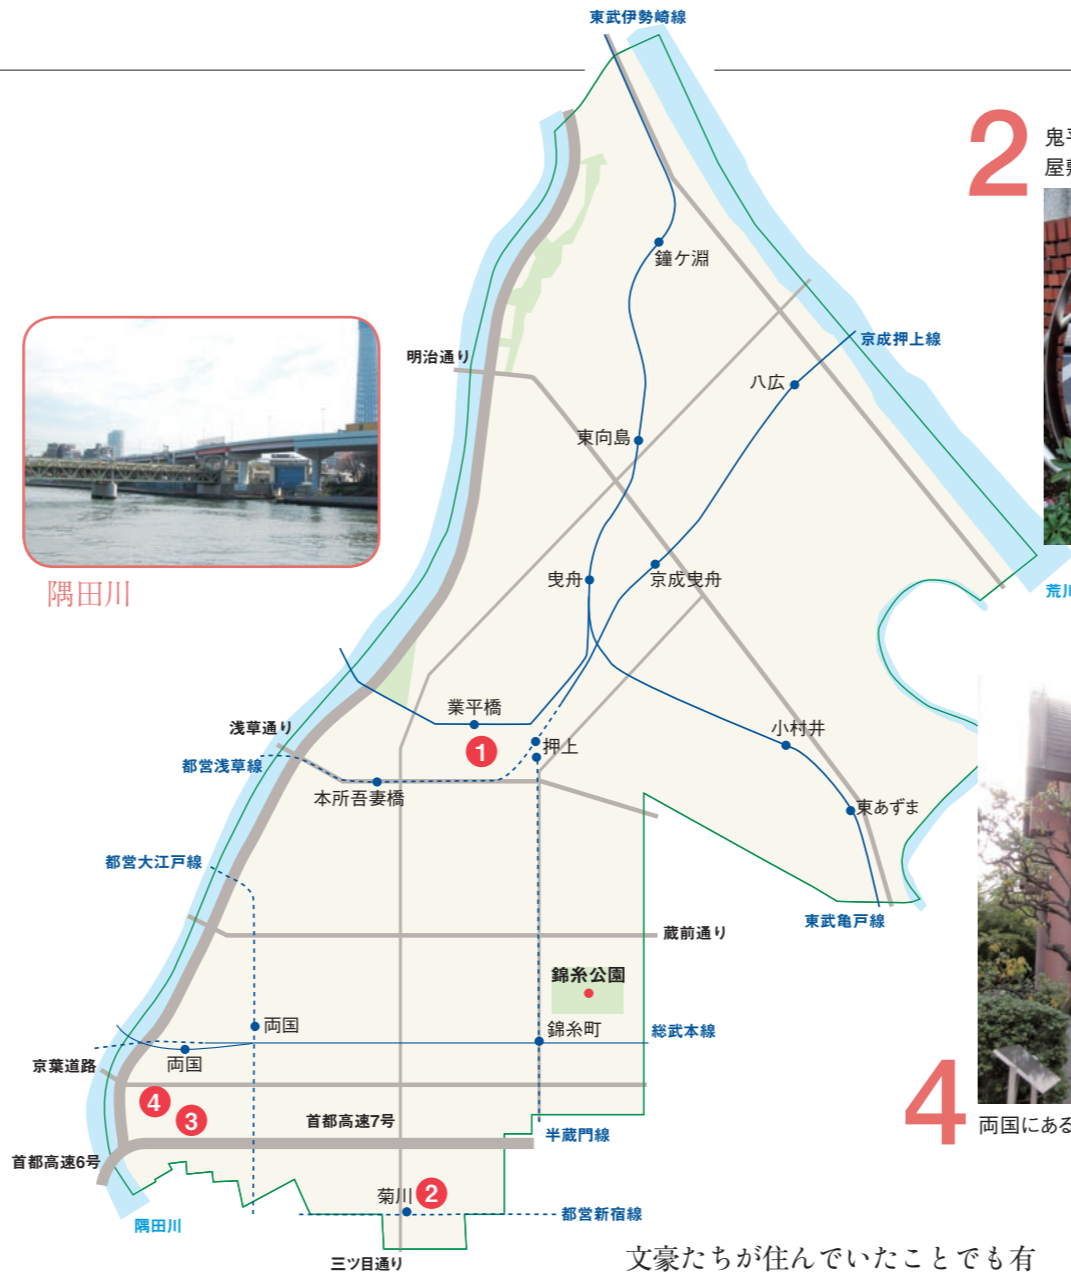 東武伊勢崎線
2
鬼平
屋敷
鐘ケ淵
京成押上線
明治通り
八広
東向島
隅田川
曳舟
京成曳舟
荒川
業平橋
浅草通り
押上
小村井
1
都営浅草線
本所吾妻橋
東あずま
都営大江戸線
東武亀戸線
蔵前通り
錦糸公園
両国
錦糸町
総武本線
京葉道路
両国
4
3
首都高速7号
半蔵門線
4
両国にある
首都高速6号
菊川
2
隅田川
都営新宿線
三ツ目通り
文豪たちが住んでいたことでも有